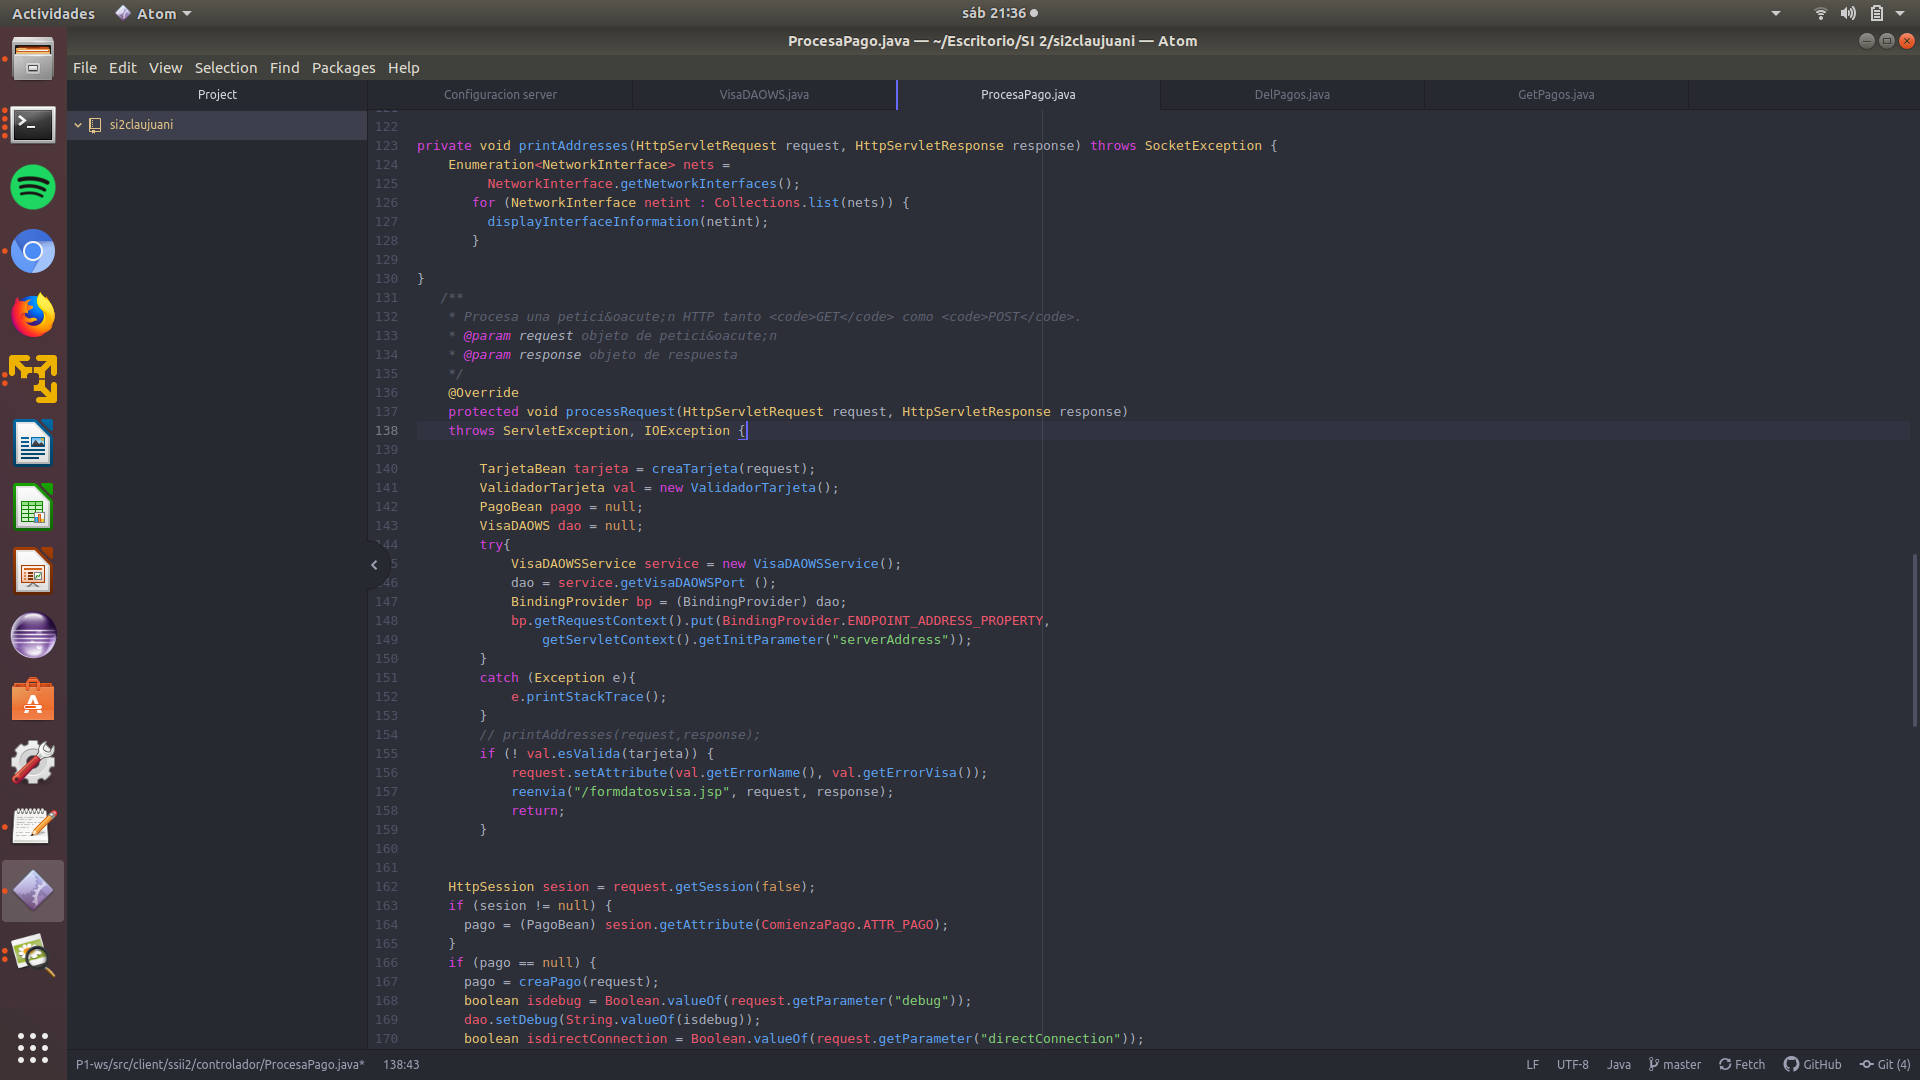 Actividades
Atom
sáb 21:36
ProcesaPago.java — ~/Escritorio/SI 2/si2claujuani — Atom
File Edit View Selection Find Packages Help
Project
Configuracion server
VisaDAOWS.java
ProcesaPago.java
DelPagos.java
GetPagos.java
si2claujuani
122
123 private void printAddresses(HttpServletRequest request, HttpServletResponse response) throws SocketException {
124 Enumeration<NetworkInterface> nets =
125 NetworkInterface.getNetworkInterfaces();
126 for (NetworkInterface netint : Collections.list(nets)) {
127 displayInterfaceInformation(netint);
128 }
129
130 }
131 /**
132 * Procesa una petici&oacute;n HTTP tanto <code>GET</code> como <code>POST</code>.
133 * @param request objeto de petici&oacute;n
134 * @param response objeto de respuesta
135 */
136 @Override
137 protected void processRequest(HttpServletRequest request, HttpServletResponse response)
138 throws ServletException, IOException {
139
140 TarjetaBean tarjeta = creaTarjeta(request);
141 ValidadorTarjeta val = new ValidadorTarjeta();
142 PagoBean pago = null;
143 VisaDAOWS dao = null;
44 try{
5 VisaDAOWSService service = new VisaDAOWSService();
46 dao = service.getVisaDAOWSPort ();
147 BindingProvider bp = (BindingProvider) dao;
148 bp.getRequestContext().put(BindingProvider.ENDPOINT_ADDRESS_PROPERTY,
149 getServletContext().getInitParameter("serverAddress"));
150 }
151 catch (Exception e){
152 e.printStackTrace();
153 }
154 // printAddresses(request,response);
155 if (! val.esValida(tarjeta)) {
156 request.setAttribute(val.getErrorName(), val.getErrorVisa());
157 reenvia("/formdatosvisa.jsp", request, response);
158 return;
159 }
160
161
162 HttpSession sesion = request.getSession(false);
163 if (sesion != null) {
164 pago = (PagoBean) sesion.getAttribute(ComienzaPago.ATTR_PAGO);
165 }
166 if (pago == null) {
167 pago = creaPago(request);
168 boolean isdebug = Boolean.valueOf(request.getParameter("debug"));
169 dao.setDebug(String.valueOf(isdebug));
170 boolean isdirectConnection = Boolean.valueOf(request.getParameter("directConnection"));
P1-ws/src/client/ssii2/controlador/ProcesaPago.java* 138:43
LF UTF-8 Java master Fetch GitHub Git (4)